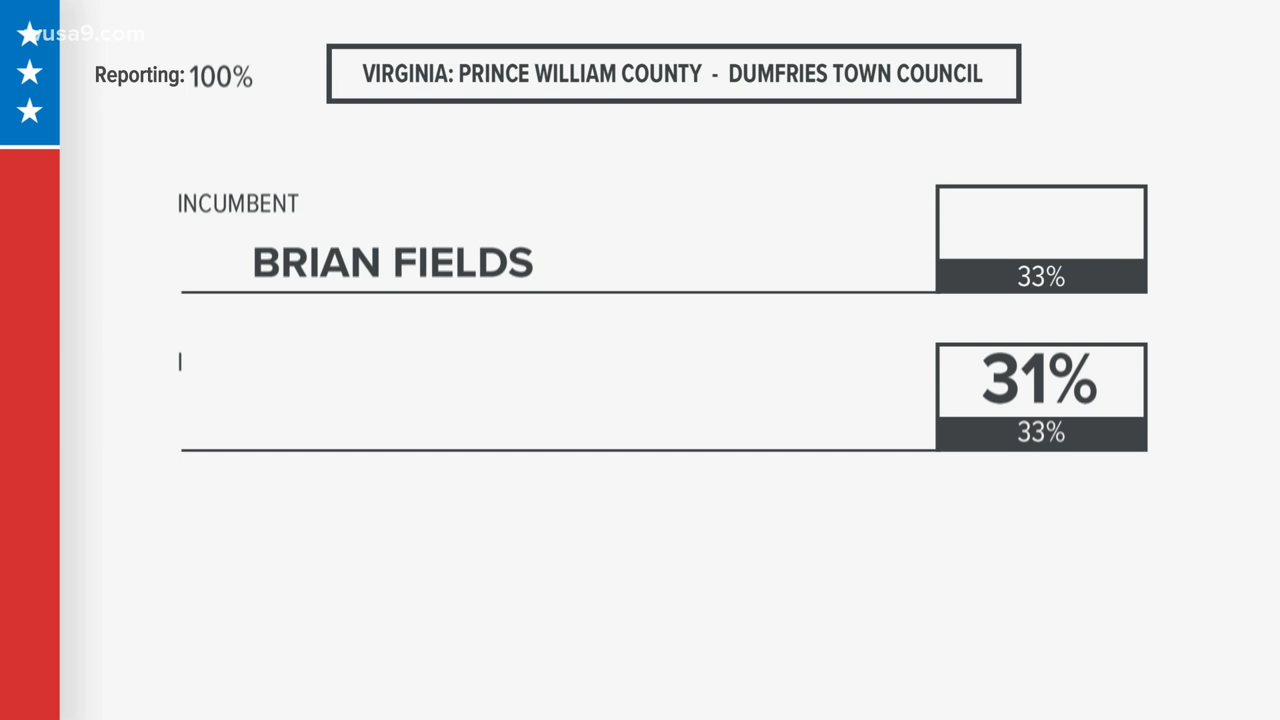 wusa9.com
Reporting: 100%
VIRGINIA: PRINCE WILLIAM COUNTY - DUMFRIES TOWN COUNCIL
INCUMBENT
BRIAN FIELDS
33%
I
31%
33%